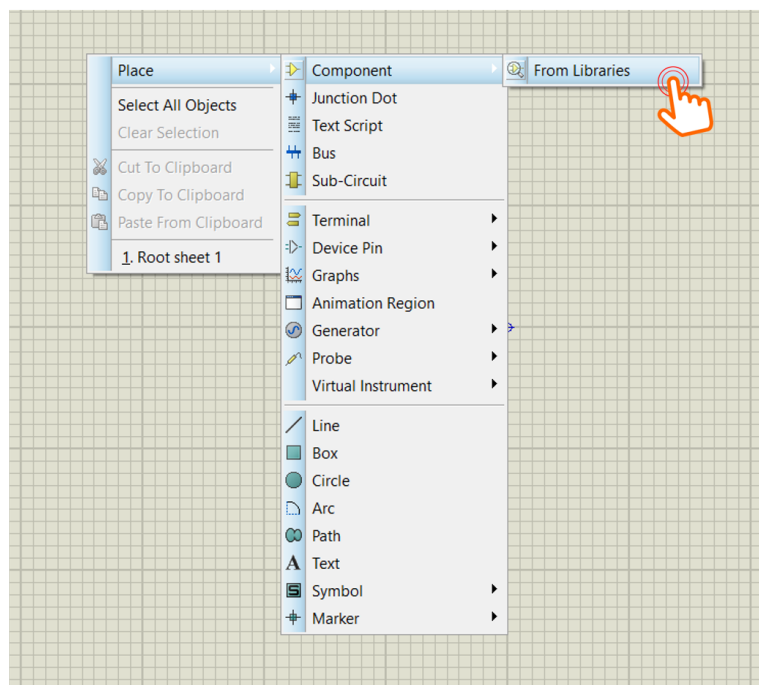 Place
Select All Objects
Clear Selection
Cut To Clipboard
Copy To Clipboard
Paste From Clipboard
1. Root sheet 1
Component
Junction Dot
Text Script
Bus
Sub-Circuit
Terminal
Device Pin
Graphs
Animation Region
Generator
Probe
Virtual Instrument
Line
Box
Circle
Arc
Path
A Text
S Symbol
Marker
From Libraries